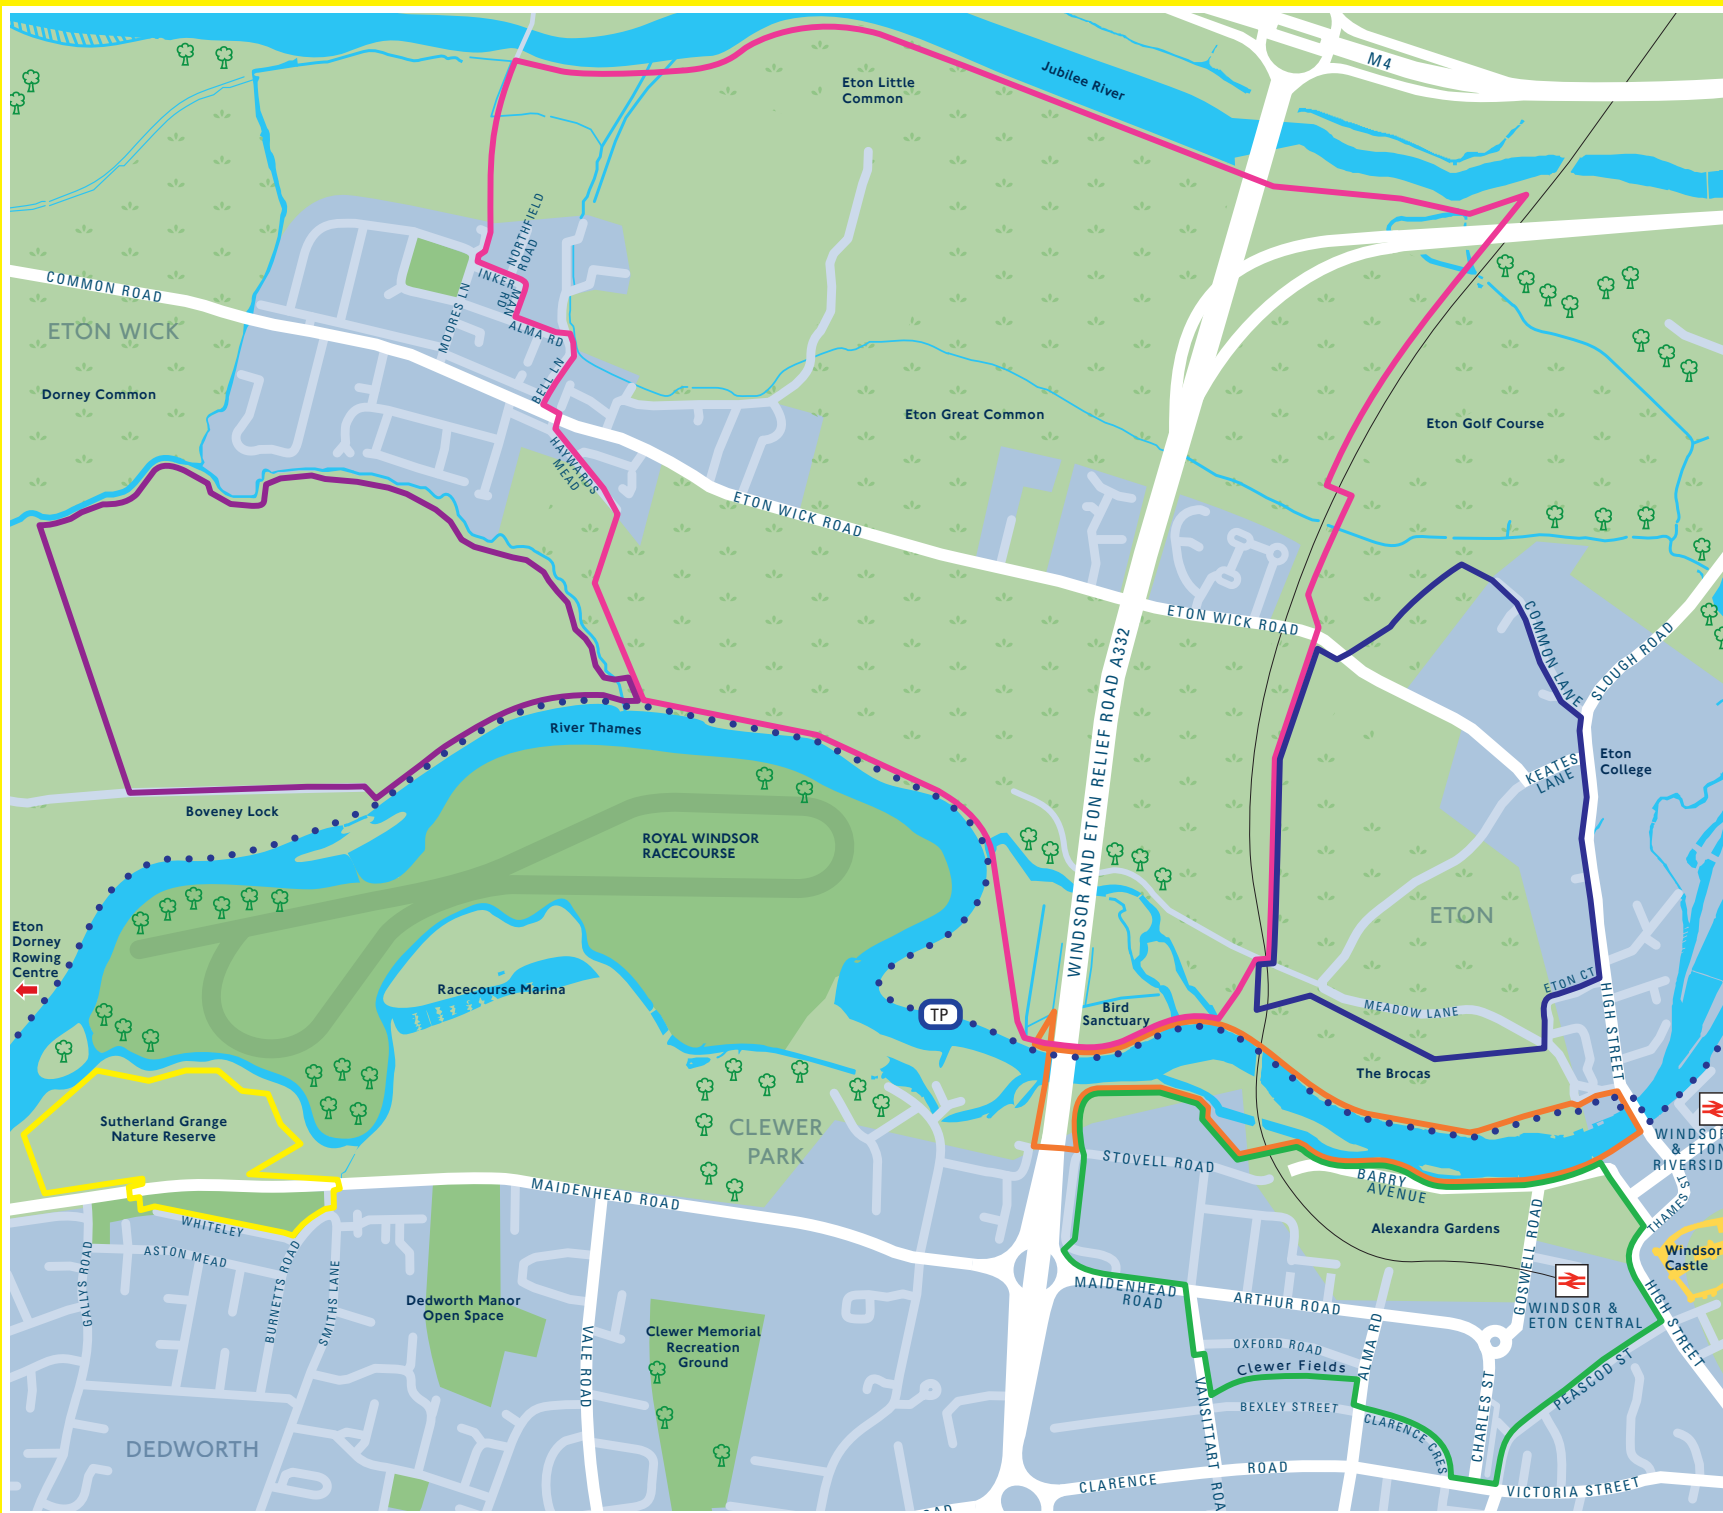 M4
Jubilee River
Eton Little
Common
NORTHFIELD
ROAD
COMMON ROAD
INKER
MAN
RD
ETON WICK
MOORES LN
ALMA RD
BELL LN
Dorney Common
Eton Great Common
Eton Golf Course
HAYWARDS
MEAD
ETON WICK ROAD
ETON WICK ROAD
COMMON LANE
SLOUGH ROAD
WINDSOR AND ETON RELIEF ROAD A332
River Thames
Eton
College
KEATES
LANE
Boveney Lock
ROYAL WINDSOR
RACECOURSE
ETON
Eton
Dorney
Rowing
Centre
Racecourse Marina
ETON CT
TP
Bird
Sanctuary
MEADOW LANE
HIGH STREET
The Brocas
Sutherland Grange
Nature Reserve
CLEWER
PARK
WINDSOR
& ETON
RIVERSID
STOVELL ROAD
BARRY
AVENUE
MAIDENHEAD ROAD
THAMES ST
WHITELEY
Alexandra Gardens
GOSWELL ROAD
ASTON MEAD
Windsor
Castle
GALLYS ROAD
BURNETTS ROAD
SMITHS LANE
MAIDENHEAD
ROAD
ARTHUR ROAD
Dedworth Manor
Open Space
WINDSOR &
ETON CENTRAL
HIGH STREET
VALE ROAD
Clewer Memorial
Recreation
Ground
OXFORD ROAD
ALMA RD
Clewer Fields
PEASCOD ST
VANSITTART ROA
BEXLEY STREET
CLARENCE CRES
CHARLES ST
DEDWORTH
CLARENCE
ROAD
VICTORIA STREET
OAD